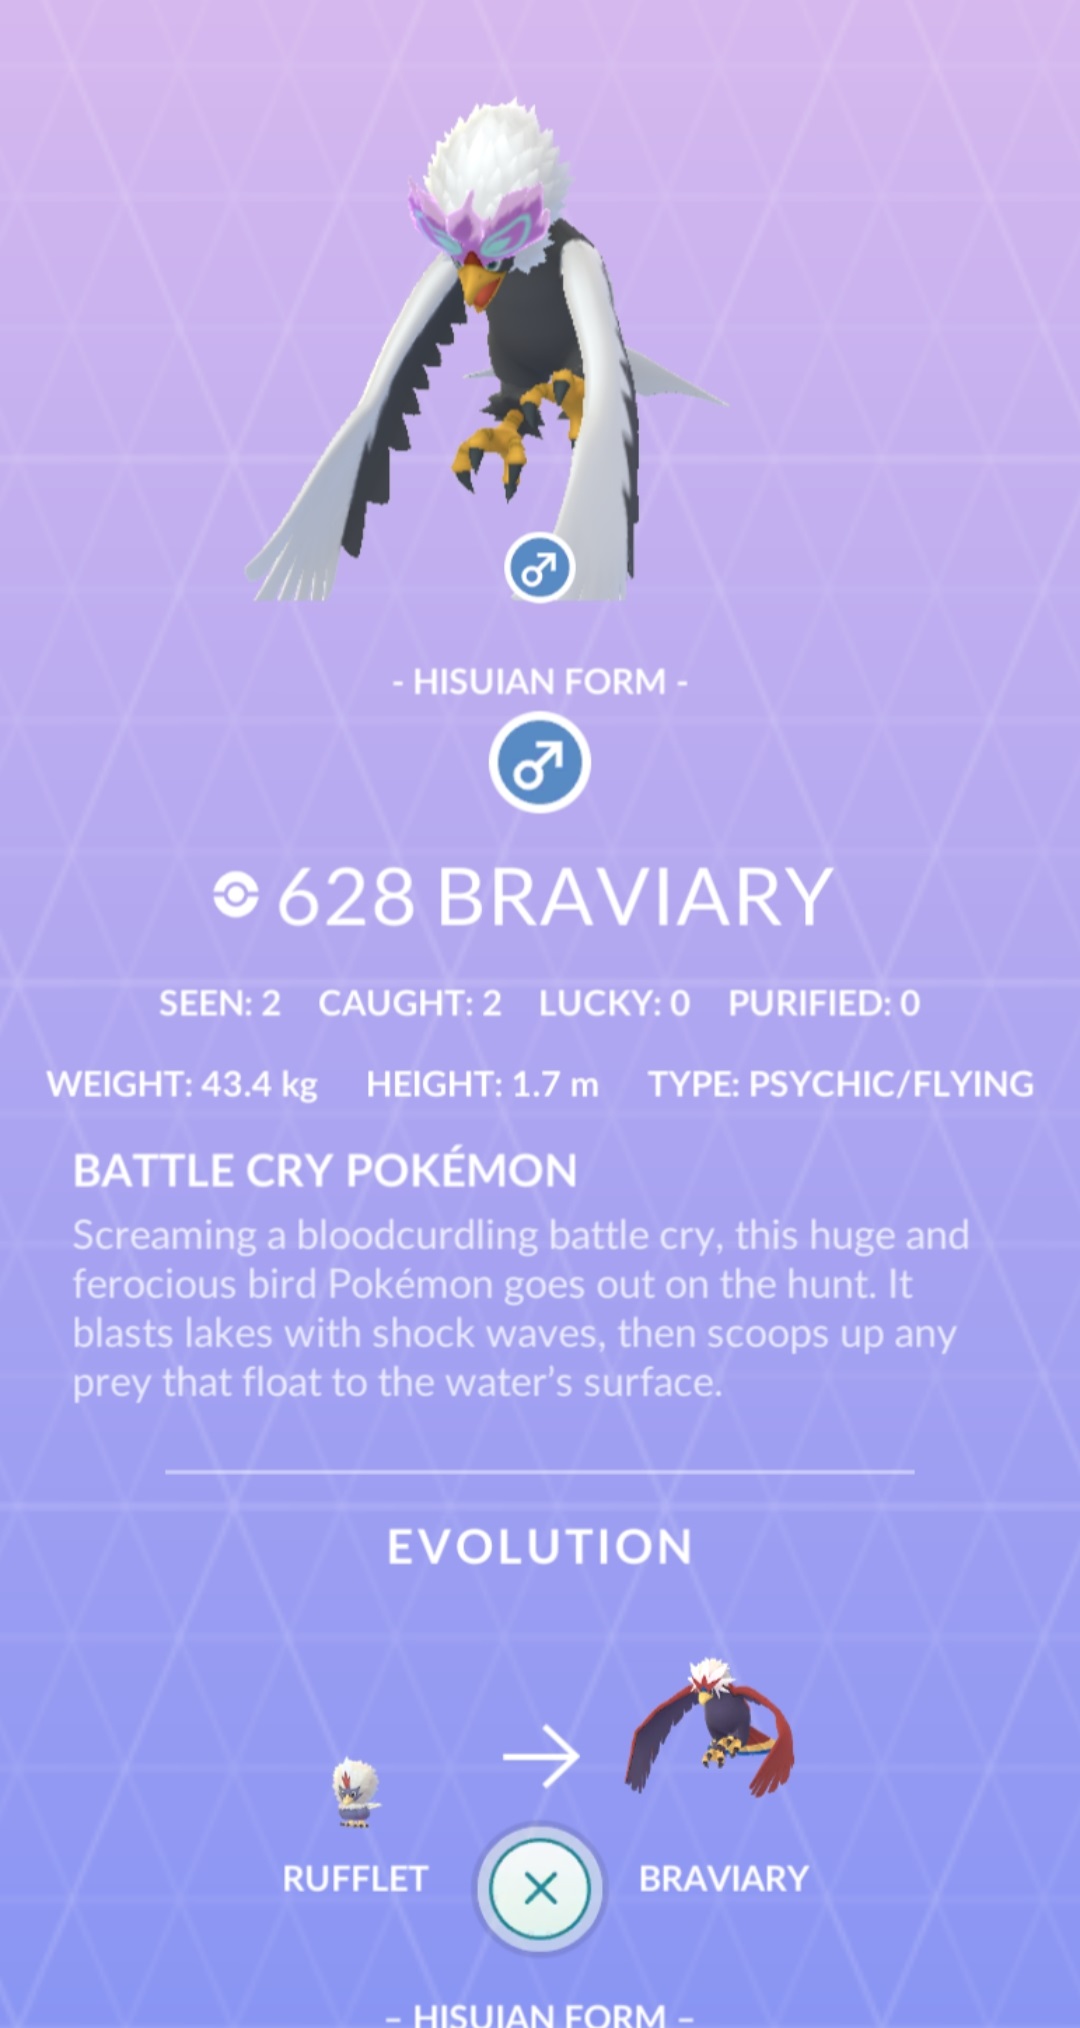 - HISUIAN FORM -
628 BRAVIARY
SEEN: 2 CAUGHT: 2 LUCKY: 0 PURIFIED: 0
WEIGHT: 43.4 kg HEIGHT: 1.7 m TYPE: PSYCHIC/FLYING
BATTLE CRY POKÉMON
Screaming a bloodcurdling battle cry, this huge and
ferocious bird Pokémon goes out on the hunt. It
blasts lakes with shock waves, then scoops up any
prey that float to the water’s surface.
EVOLUTION
RUFFLET BRAVIARY
– HISUIAN FORM –